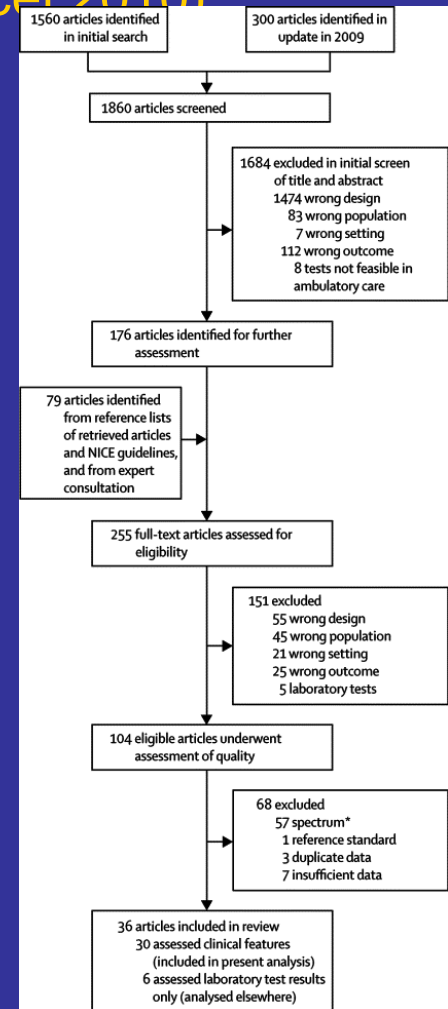 1560 articles identified
in initial search
300 articles identified in
update in 2009
1860 articles screened
1684 excluded in initial screen
of title and abstract
1474 wrong design
83 wrong population
7 wrong setting
112 wrong outcome
8 tests not feasible in
ambulatory care
176 articles identified for further
assessment
79 articles identified
from reference lists
of retrieved articles
and NICE guidelines,
and from expert
consultation
255 full-text articles assessed for
eligibility
151 excluded
55 wrong design
45 wrong population
21 wrong setting
25 wrong outcome
5 laboratory tests
104 eligible articles underwent
assessment of quality
68 excluded
57 spectrum*
1 reference standard
3 duplicate data
7 insufficient data
36 articles included in review
30 assessed clinical features
(included in present analysis)
6 assessed laboratory test results
only (analysed elsewhere)